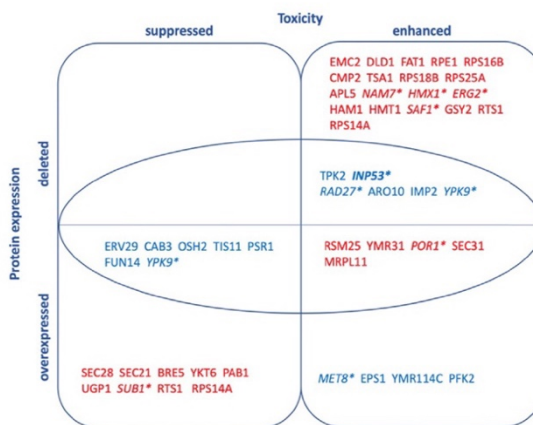 Toxicity
suppressed
enhanced
Protein expression
deleted
overexpressed
EMC2 DLD1 FAT1 RPE1 RPS16B
CMP2 TSA1 RPS18B RPS25A
APL5 NAM7* HMX1* ERG2*
HAM1 HMT1 SAF1* GSY2 RTS1
RPS14A
TPK2 INP53*
RAD27* ARO10 IMP2 YPK9*
ERV29 CAB3 OSH2 TIS11 PSR1
FUN14 YPK9*
RSM25 YMR31 POR1* SEC31
MRPL11
SEC28 SEC21 BRE5 YKT6 PAB1
UGP1 SUB1* RTS1 RPS14A
MET8* EPS1 YMR114C PFK2